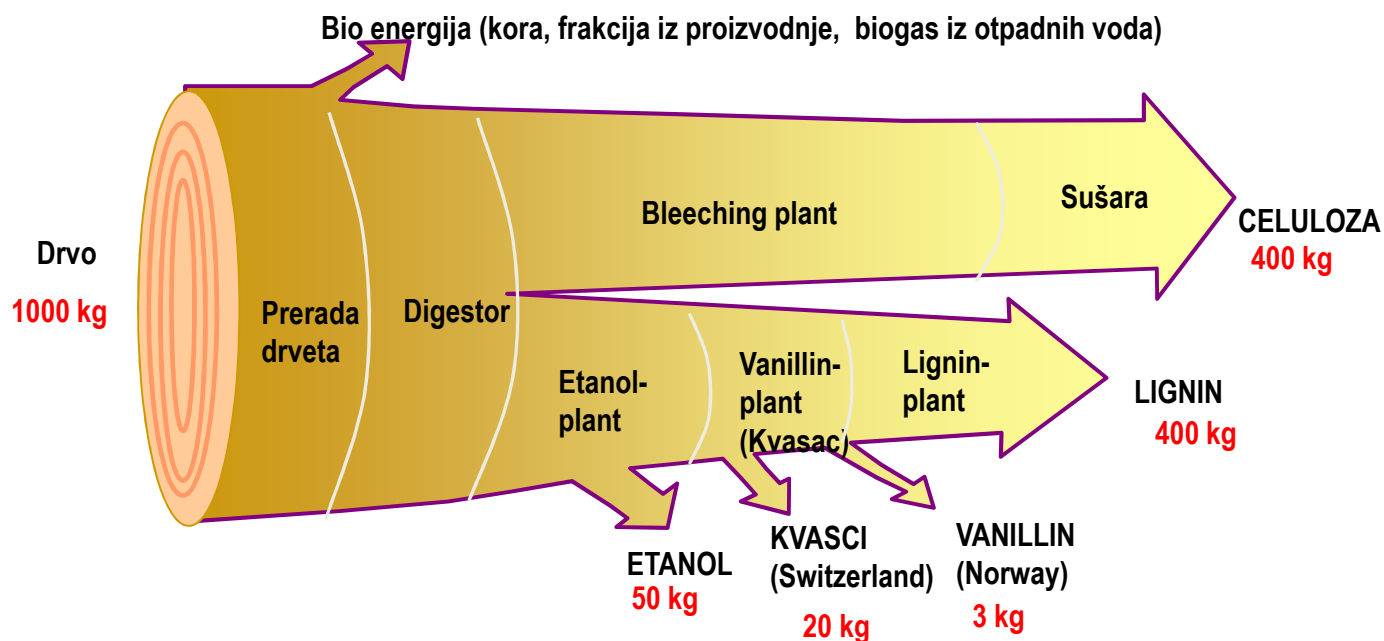 Bio energija (kora, frakcija iz proizvodnje, biogas iz otpadnih voda)
Drvo
1000 kg
Prerada
drveta
Digestor
Bleeching plant
Sušara
CELULOZA
400 kg
Etanol-
plant
Vanillin-
plant
(Kvasac)
Lignin-
plant
LIGNIN
400 kg
ETANOL
50 kg
KVASCI
(Switzerland)
20 kg
VANILLIN
(Norway)
3 kg